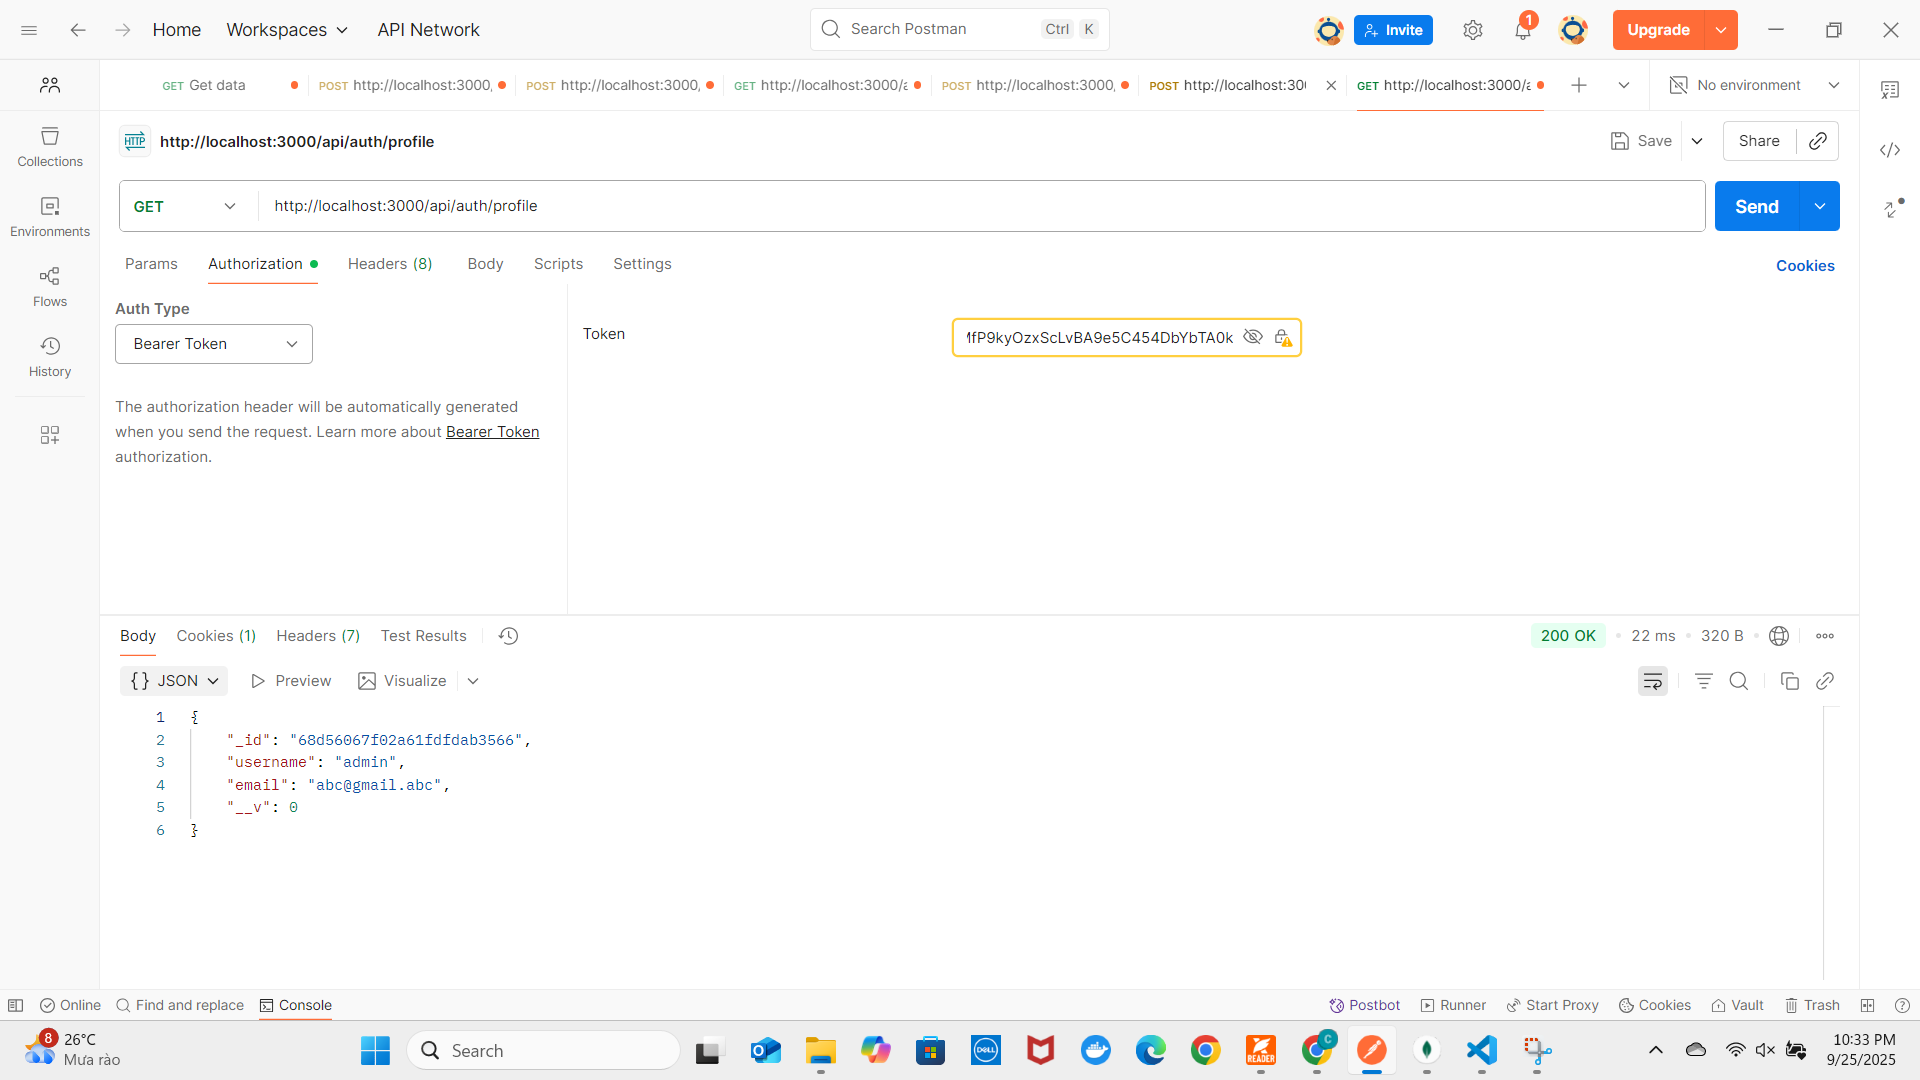 Home Workspaces API Network Search Postman Ctrl K Invite 1 Upgrade
GET Get data POST http://localhost:3000, POST http://localhost:3000, GET http://localhost:3000/a POST http://localhost:3000, POST http://localhost:300 GET http://localhost:3000/a No environment
HTTP http://localhost:3000/api/auth/profile Save Share
Collections
GET http://localhost:3000/api/auth/profile Send
Environments
Params Authorization Headers (8) Body Scripts Settings Cookies
Flows
Auth Type
Bearer Token
Token
fP9kyOzxScLvBA9e5C454DbYbTA0k
History
The authorization header will be automatically generated
when you send the request. Learn more about Bearer Token
authorization.
Body Cookies (1) Headers (7) Test Results 200 OK 22 ms 320 B
{} JSON Preview Visualize
1 {
2 "_id": "68d56067f02a61fdfdab3566",
3 "username": "admin",
4 "email": "abc@gmail.abc",
5 "__v": 0
6 }
Online Find and replace Console Postbot Runner Start Proxy Cookies Vault Trash
8 26°C
Mưa rào
Search
DELL
READER
C
10:33 PM
9/25/2025